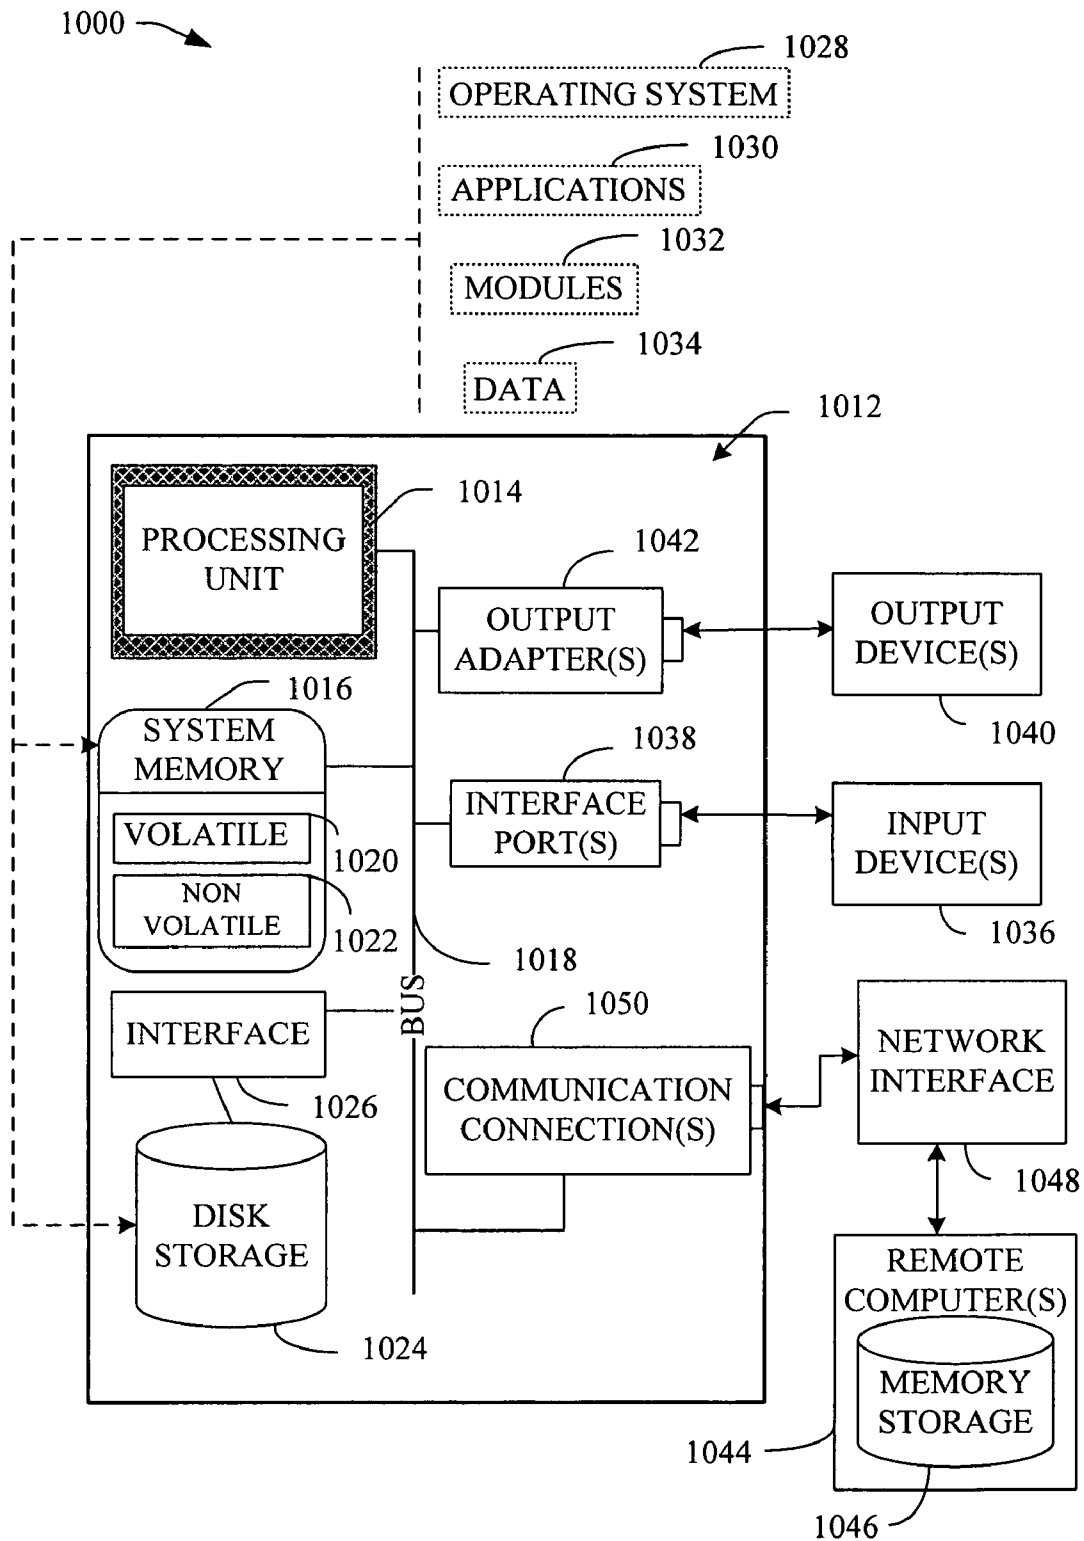 1000
1028
OPERATING SYSTEM
1030
APPLICATIONS
1032
MODULES
1034
DATA
1012
1014
PROCESSING
UNIT
1042
OUTPUT
ADAPTER(S)
OUTPUT
DEVICE(S)
1040
1016
SYSTEM
MEMORY
1038
INTERFACE
PORT(S)
INPUT
DEVICE(S)
1036
VOLATILE
1020
NON
VOLATILE
1022
1018
BUS
INTERFACE
1026
1050
COMMUNICATION
CONNECTION(S)
NETWORK
INTERFACE
1048
DISK
STORAGE
1024
REMOTE
COMPUTER(S)
MEMORY
STORAGE
1044
1046